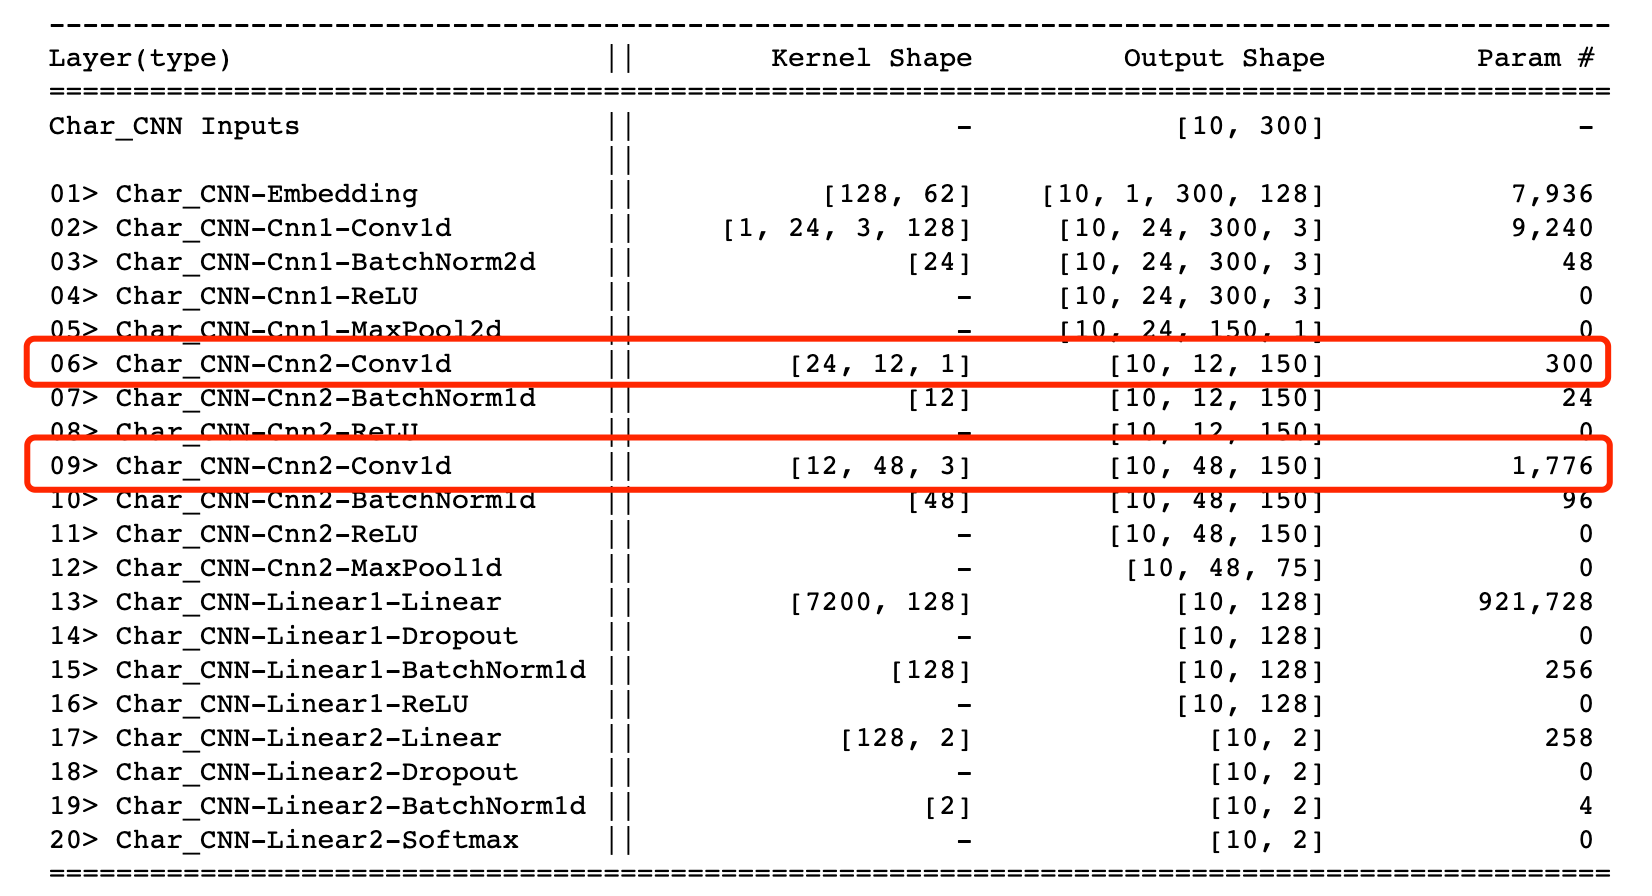 ----------------------------------------------------------------------------------------------
Layer(type) || Kernel Shape Output Shape Param #
==============================================================================================
Char_CNN Inputs || - [10, 300] -
||
01> Char_CNN-Embedding || [128, 62] [10, 1, 300, 128] 7,936
02> Char_CNN-Cnn1-Conv1d || [1, 24, 3, 128] [10, 24, 300, 3] 9,240
03> Char_CNN-Cnn1-BatchNorm2d || [24] [10, 24, 300, 3] 48
04> Char_CNN-Cnn1-ReLU || - [10, 24, 300, 3] 0
05> Char_CNN-Cnn1-MaxPool2d || - [10, 24, 150, 1] 0
06> Char_CNN-Cnn2-Conv1d || [24, 12, 1] [10, 12, 150] 300
07> Char_CNN-Cnn2-BatchNorm1d || [12] [10, 12, 150] 24
08> Char_CNN-Cnn2-ReLU || - [10, 12, 150] 0
09> Char_CNN-Cnn2-Conv1d || [12, 48, 3] [10, 48, 150] 1,776
10> Char_CNN-Cnn2-BatchNorm1d || [48] [10, 48, 150] 96
11> Char_CNN-Cnn2-ReLU || - [10, 48, 150] 0
12> Char_CNN-Cnn2-MaxPool1d || - [10, 48, 75] 0
13> Char_CNN-Linear1-Linear || [7200, 128] [10, 128] 921,728
14> Char_CNN-Linear1-Dropout || - [10, 128] 0
15> Char_CNN-Linear1-BatchNorm1d || [128] [10, 128] 256
16> Char_CNN-Linear1-ReLU || - [10, 128] 0
17> Char_CNN-Linear2-Linear || [128, 2] [10, 2] 258
18> Char_CNN-Linear2-Dropout || - [10, 2] 0
19> Char_CNN-Linear2-BatchNorm1d || [2] [10, 2] 4
20> Char_CNN-Linear2-Softmax || - [10, 2] 0
==============================================================================================